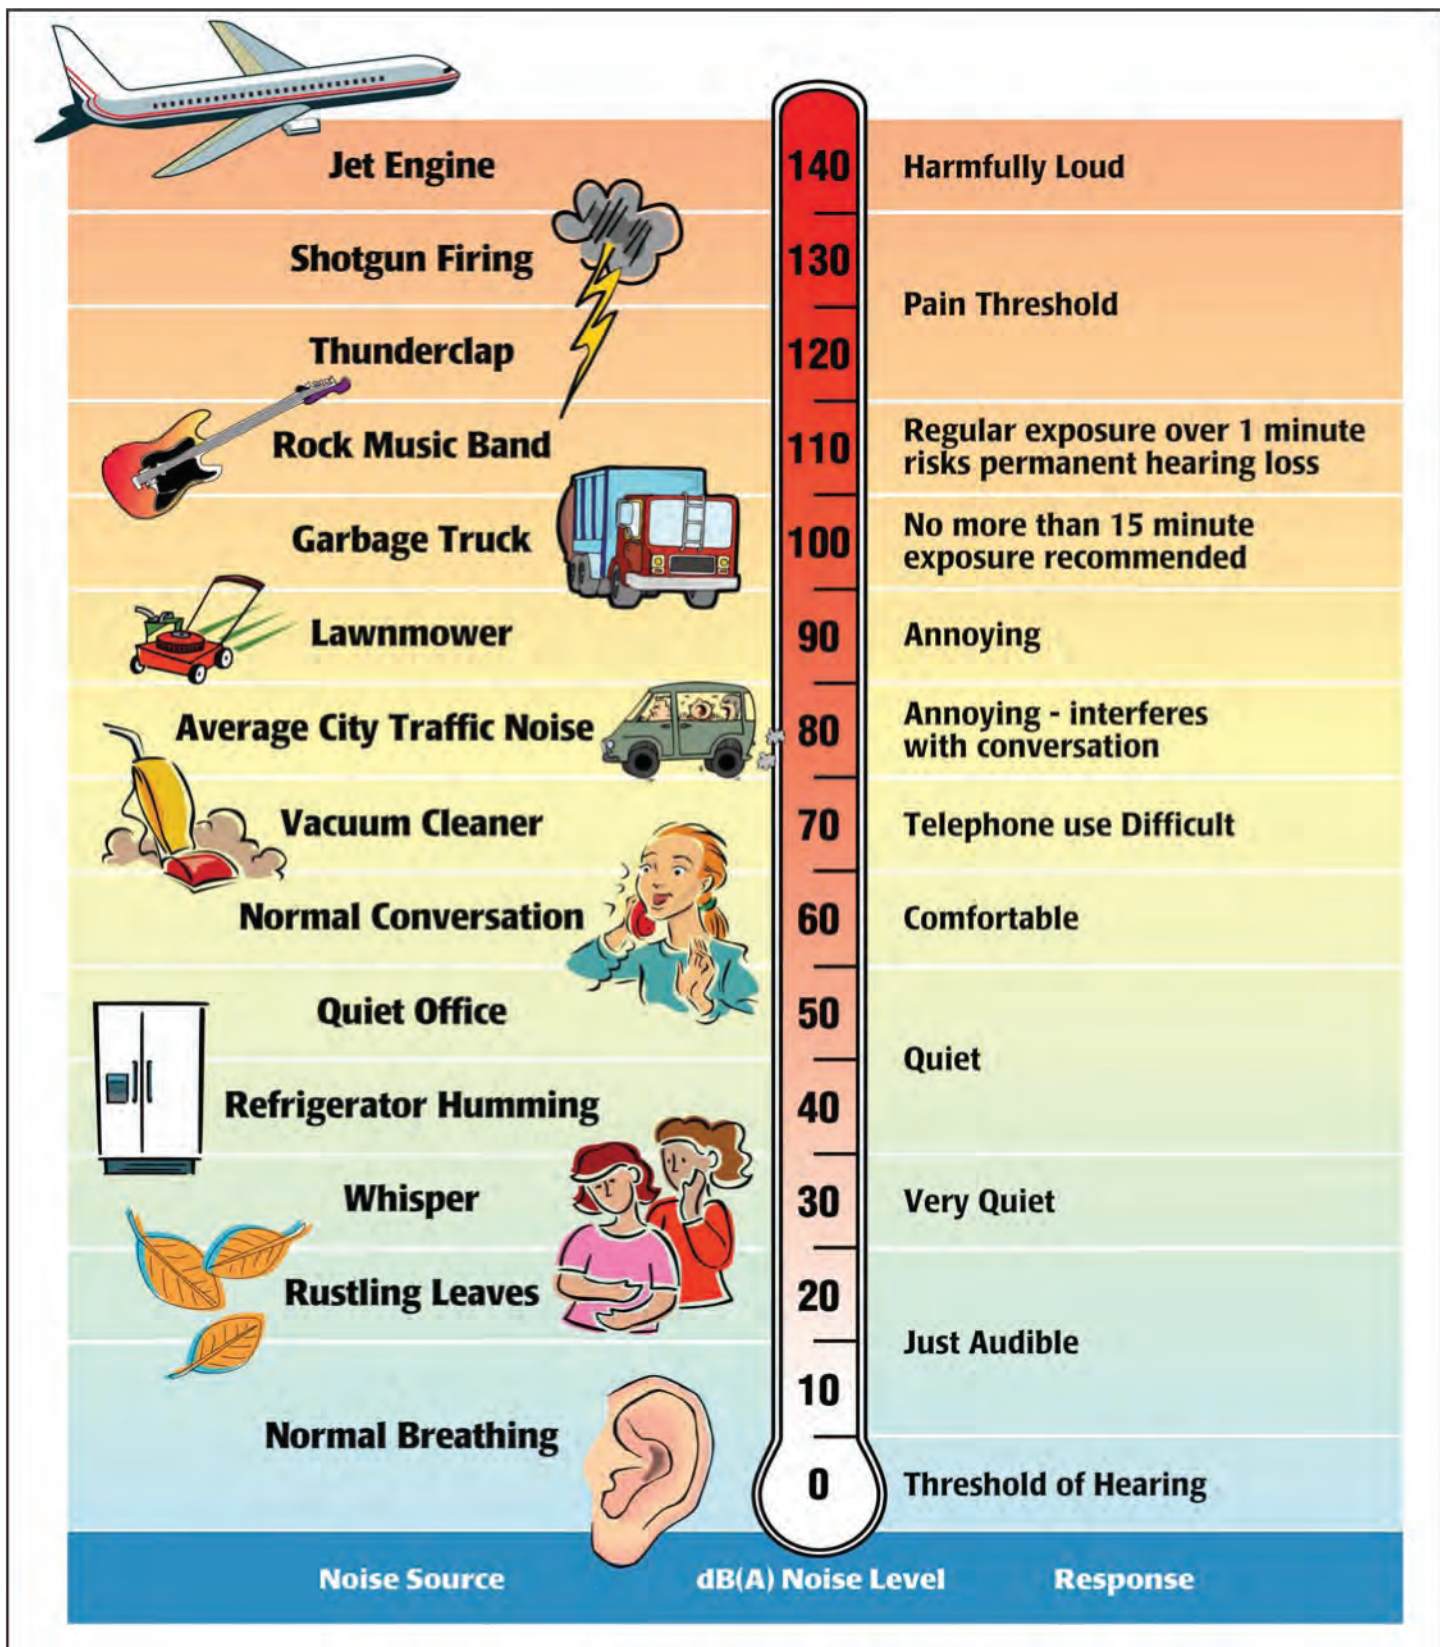 Jet Engine
140
Harmfully Loud
Shotgun Firing
130
Pain Threshold
Thunderclap
120
Rock Music Band
110
Regular exposure over 1 minute
risks permanent hearing loss
Garbage Truck
100
No more than 15 minute
exposure recommended
Lawnmower
90
Annoying
Average City Traffic Noise
80
Annoying - interferes
with conversation
Vacuum Cleaner
70
Telephone use Difficult
Normal Conversation
60
Comfortable
Quiet Office
50
Quiet
Refrigerator Humming
40
Whisper
30
Very Quiet
Rustling Leaves
20
Just Audible
10
Normal Breathing
0
Threshold of Hearing
Noise Source
dB(A) Noise Level
Response